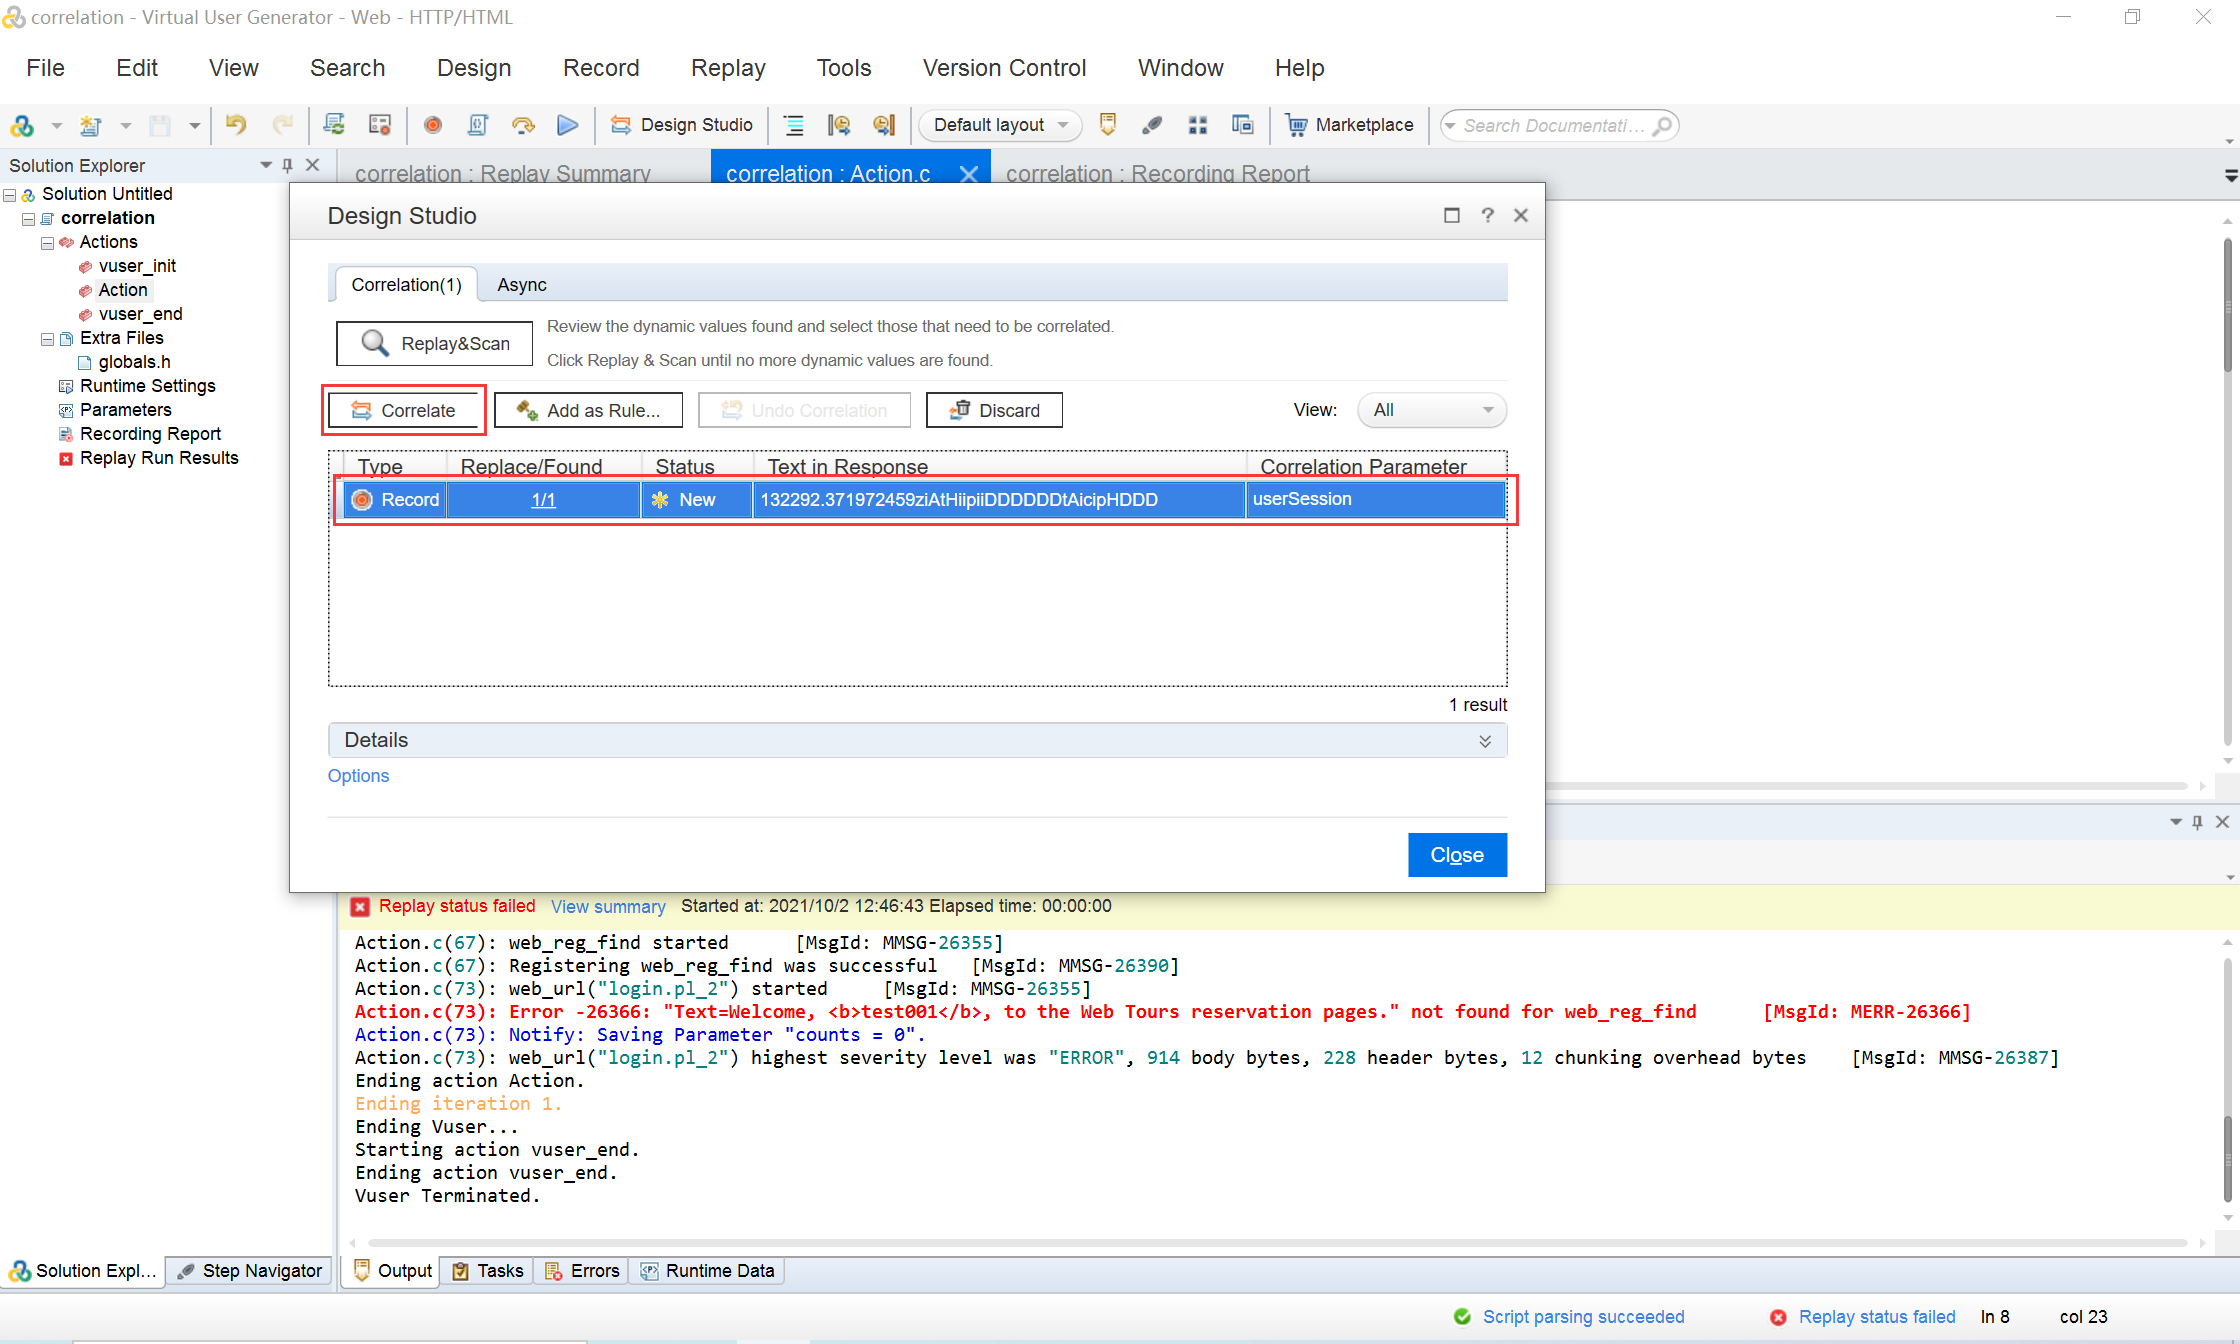 correlation - Virtual User Generator - Web - HTTP/HTML
File Edit View Search Design Record Replay Tools Version Control Window Help
Design Studio Default layout Marketplace Search Documentati...
Solution Explorer
correlation : Replay Summary correlation : Action.c correlation : Recording Report
Solution Untitled
correlation
Actions
vuser_init
Action
vuser_end
Extra Files
globals.h
Runtime Settings
Parameters
Recording Report
Replay Run Results
Design Studio
Correlation(1) Async
Replay&Scan
Review the dynamic values found and select those that need to be correlated.
Click Replay & Scan until no more dynamic values are found.
Correlate Add as Rule... Undo Correlation Discard View: All
Type Replace/Found Status Text in Response Correlation Parameter
Record 1/1 New 132292.371972459ziAtHiipiiDDDDDDtAicipHDDD userSession
1 result
Details
Options
Close
Replay status failed View summary Started at: 2021/10/2 12:46:43 Elapsed time: 00:00:00
Action.c(67): web_reg_find started [MsgId: MMSG-26355]
Action.c(67): Registering web_reg_find was successful [MsgId: MMSG-26390]
Action.c(73): web_url("login.pl_2") started [MsgId: MMSG-26355]
Action.c(73): Error -26366: "Text=Welcome, <b>test001</b>, to the Web Tours reservation pages." not found for web_reg_find [MsgId: MERR-26366]
Action.c(73): Notify: Saving Parameter "counts = 0".
Action.c(73): web_url("login.pl_2") highest severity level was "ERROR", 914 body bytes, 228 header bytes, 12 chunking overhead bytes [MsgId: MMSG-26387]
Ending action Action.
Ending iteration 1.
Ending Vuser...
Starting action vuser_end.
Ending action vuser_end.
Vuser Terminated.
Solution Expl... Step Navigator Output Tasks Errors Runtime Data
Script parsing succeeded Replay status failed ln 8 col 23